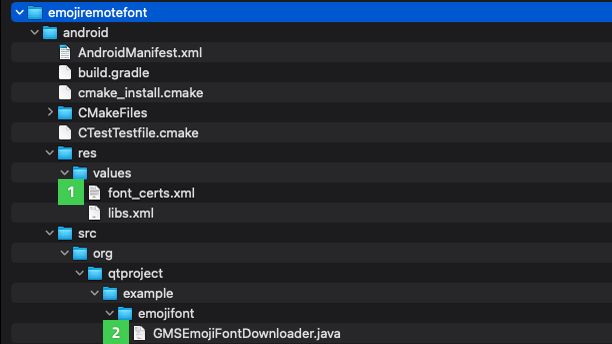 emojiremotefont
android
AndroidManifest.xml
build.gradle
cmake_install.cmake
CMakeFiles
CTestTestfile.cmake
res
values
1 font_certs.xml
libs.xml
src
org
qtproject
example
emojifont
2 GMSEmojiFontDownloader.java